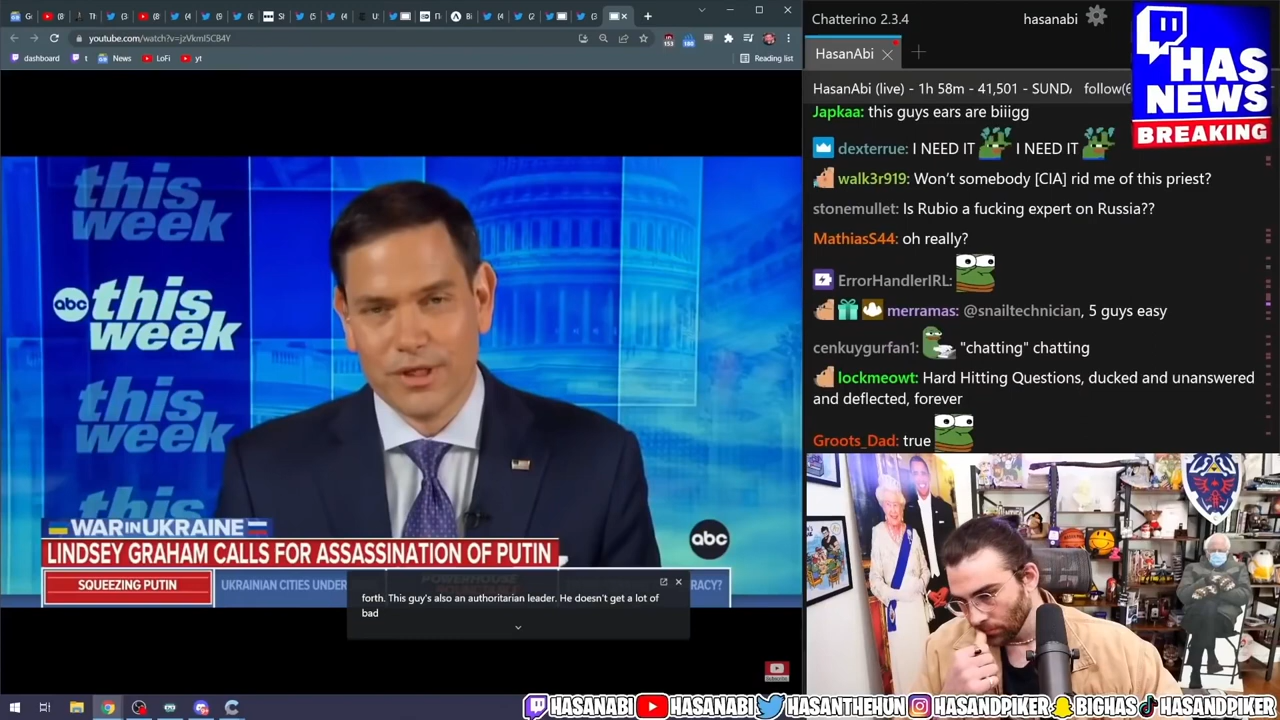 youtube.com/watch?v=jzVkmI5CB4Y
dashboard
t
News
LoFi
yt
Reading list
this week
abc this week
this week
this
WAR IN UKRAINE
LINDSEY GRAHAM CALLS FOR ASSASSINATION OF PUTIN
SQUEEZING PUTIN
UKRAINIAN CITIES UNDER
RACY?
abc
forth. This guy's also an authoritarian leader. He doesn't get a lot of
bad
Subscribe
Chatterino 2.3.4
hasanabi
HasanAbi
HasanAbi (live) - 1h 58m - 41,501 - SUNDA
follow(6
HAS
NEWS
BREAKING
Japkaa: this guys ears are biiigg
dexterrue: I NEED IT I NEED IT
walk3r919: Won't somebody [CIA] rid me of this priest?
stonemullet: Is Rubio a fucking expert on Russia??
MathiasS44: oh really?
ErrorHandlerIRL:
merramas: @snailtechnician, 5 guys easy
cenkuygurfan1: "chatting" chatting
lockmeowt: Hard Hitting Questions, ducked and unanswered
and deflected, forever
Groots_Dad: true
HASANABI HASANABI HASANTHEHUN HASANDPIKER BIGHAS HASANDPIKER